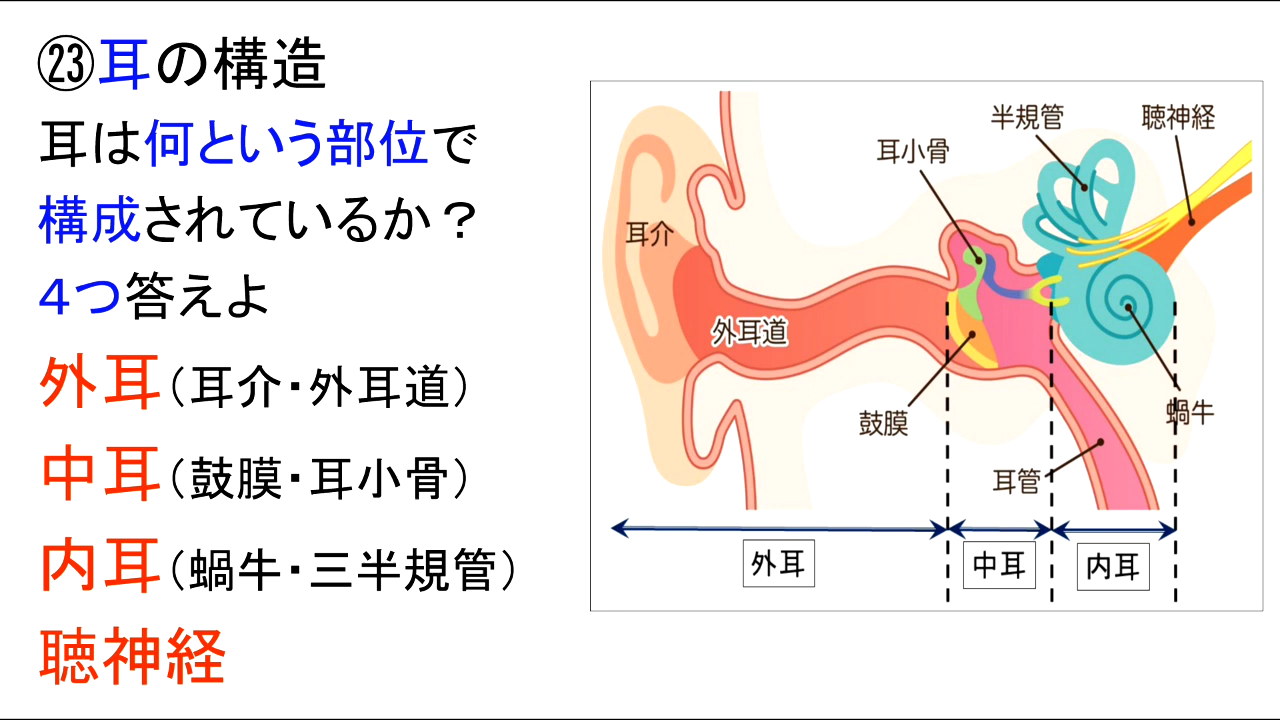 ㉓耳の構造
耳は何という部位で
構成されているか？
４つ答えよ
外耳（耳介・外耳道）
中耳（鼓膜・耳小骨）
内耳（蝸牛・三半規管）
聴神経
半規管
聴神経
耳小骨
耳介
外耳道
鼓膜
蝸牛
耳管
外耳
中耳
内耳